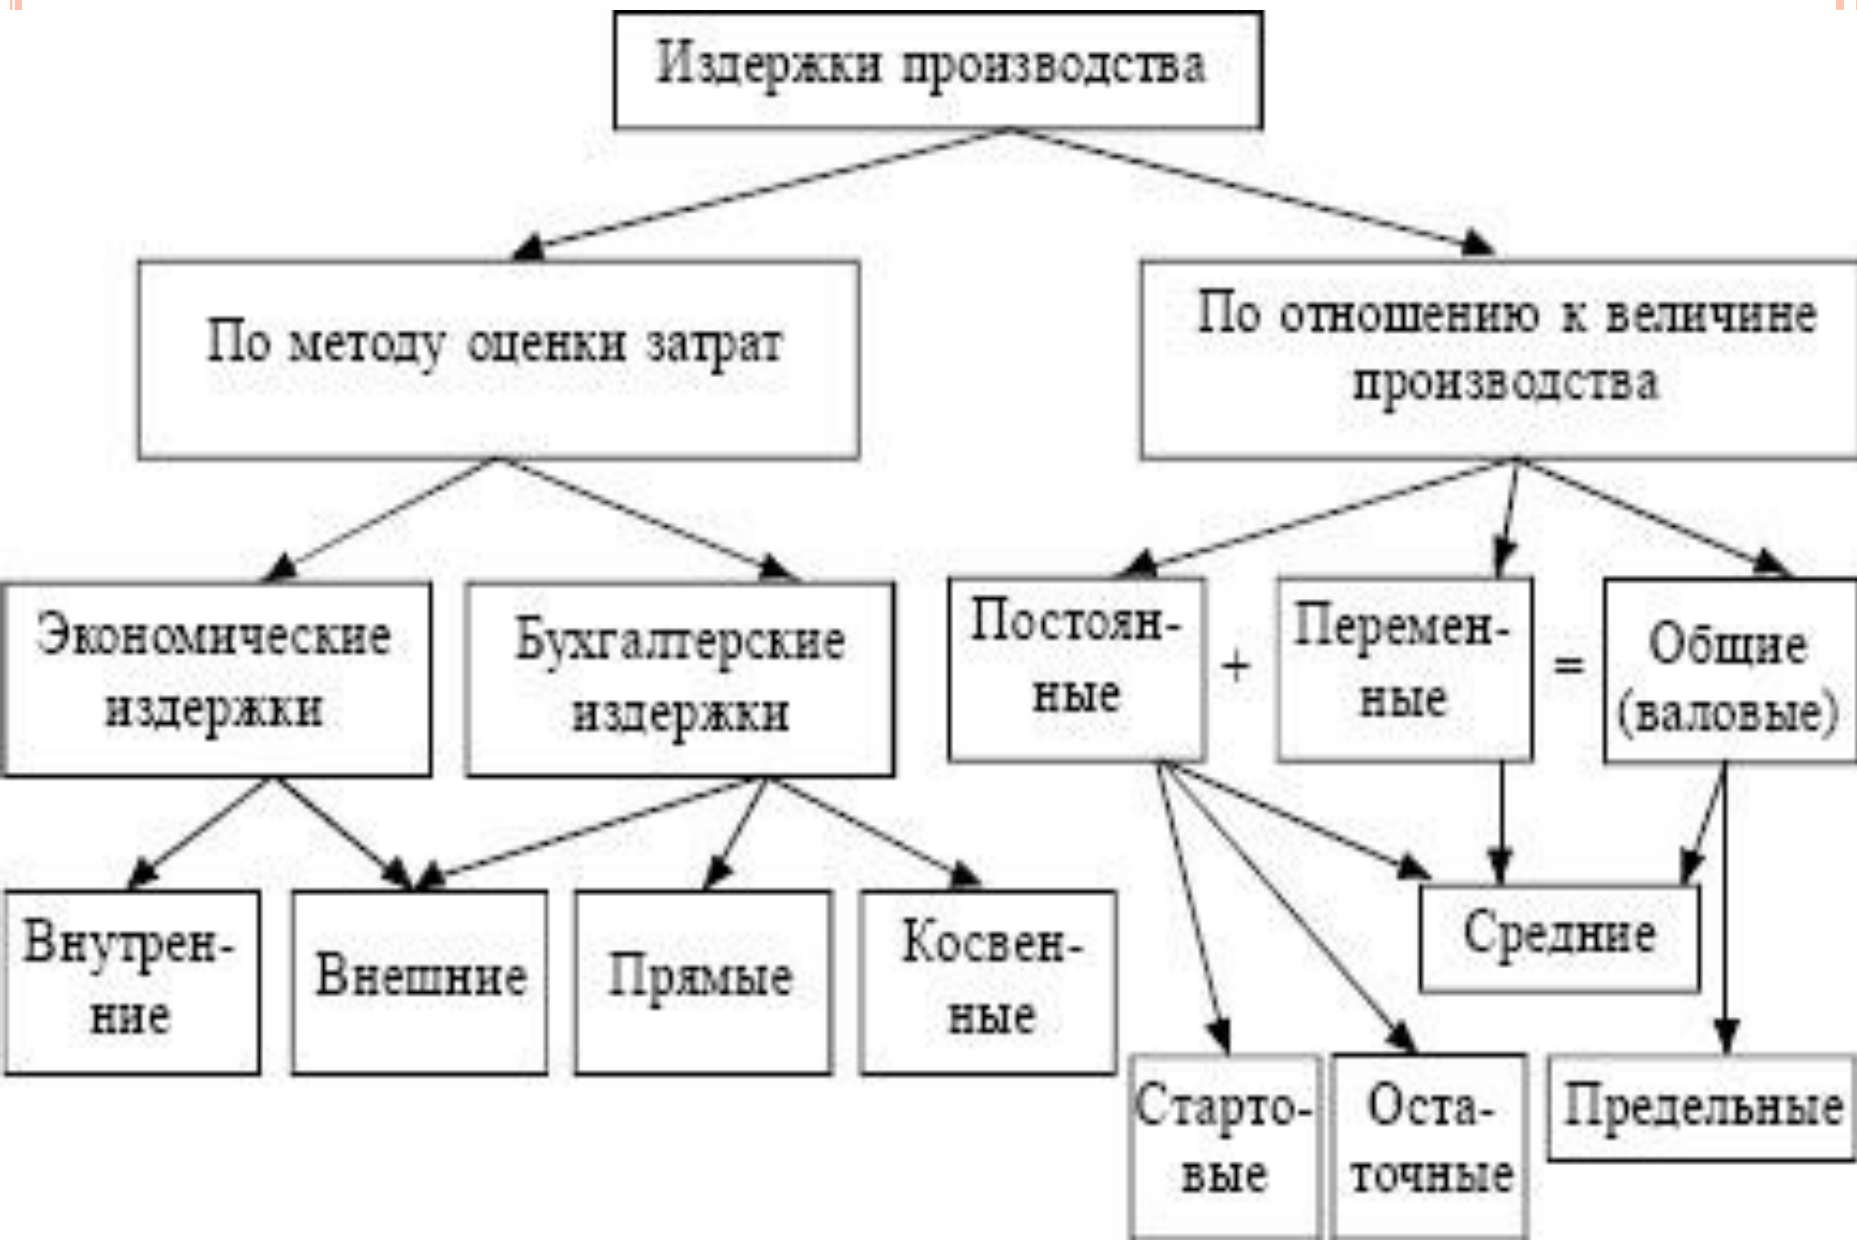 Издержки производства
По методу оценки затрат
По отношению к величине
производства
Экономические
издержки
Бухгалтерские
издержки
Постоян-
ные
+
Перемен-
ные
=
Общие
(валовые)
Внутрен-
ние
Внешние
Прямые
Косвен-
ные
Средние
Старто-
вые
Оста-
точные
Предельные